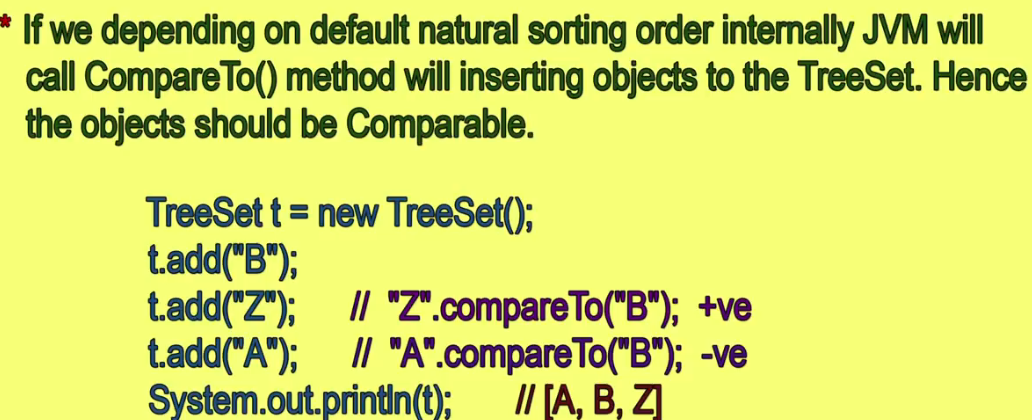 * If we depending on default natural sorting order internally JVM will
call CompareTo() method will inserting objects to the TreeSet. Hence
the objects should be Comparable.
TreeSet t = new TreeSet();
t.add("B");
t.add("Z"); // "Z".compareTo("B"); +ve
t.add("A"); // "A".compareTo("B"); -ve
System.out.println(t); // [A, B, Z]